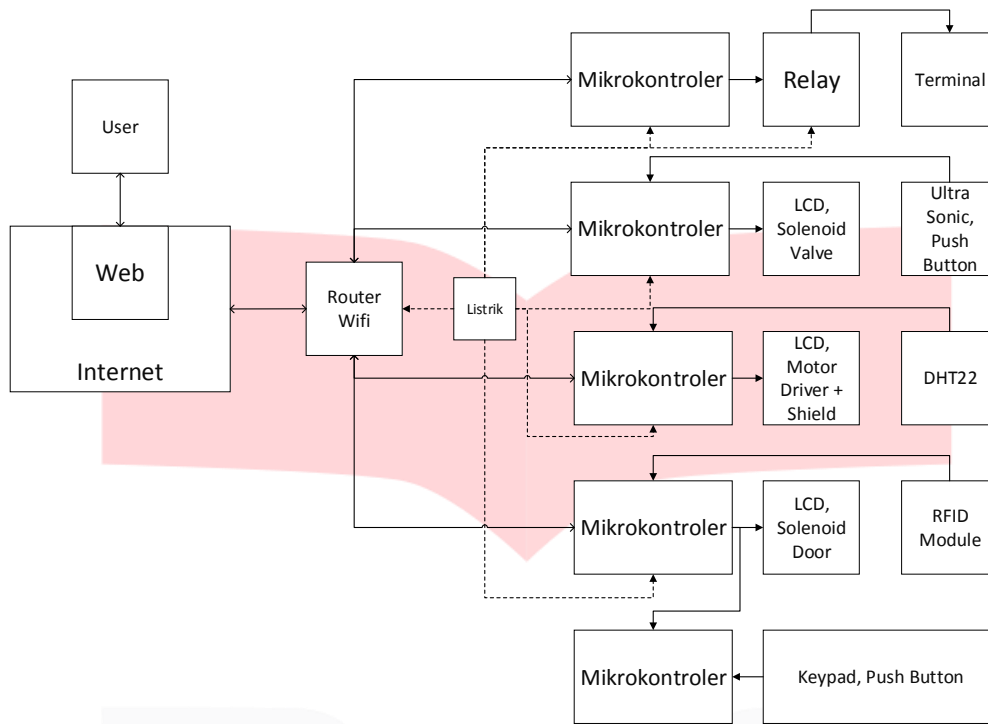 Mikrokontroler
Relay
Terminal
User
Mikrokontroler
LCD,
Solenoid
Valve
Ultra
Sonic,
Push
Button
Web
Internet
Router
Wifi
Listrik
Mikrokontroler
LCD,
Motor
Driver +
Shield
DHT22
Mikrokontroler
LCD,
Solenoid
Door
RFID
Module
Mikrokontroler
Keypad, Push Button